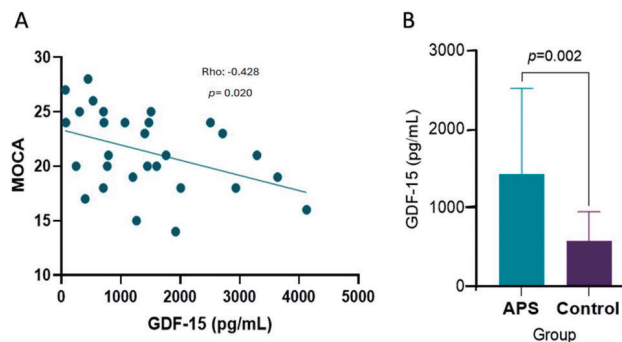 A
Rho: -0.428
p= 0.020
MOCA
30
25
20
15
10
0 1000 2000 3000 4000 5000
GDF-15 (pg/mL)
B
p=0.002
GDF-15 (pg/mL)
3000
2000
1000
0
APS Control
Group